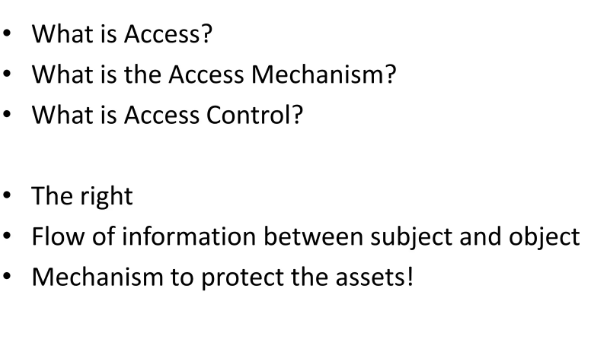 • What is Access?
• What is the Access Mechanism?
• What is Access Control?
• The right
• Flow of information between subject and object
• Mechanism to protect the assets!